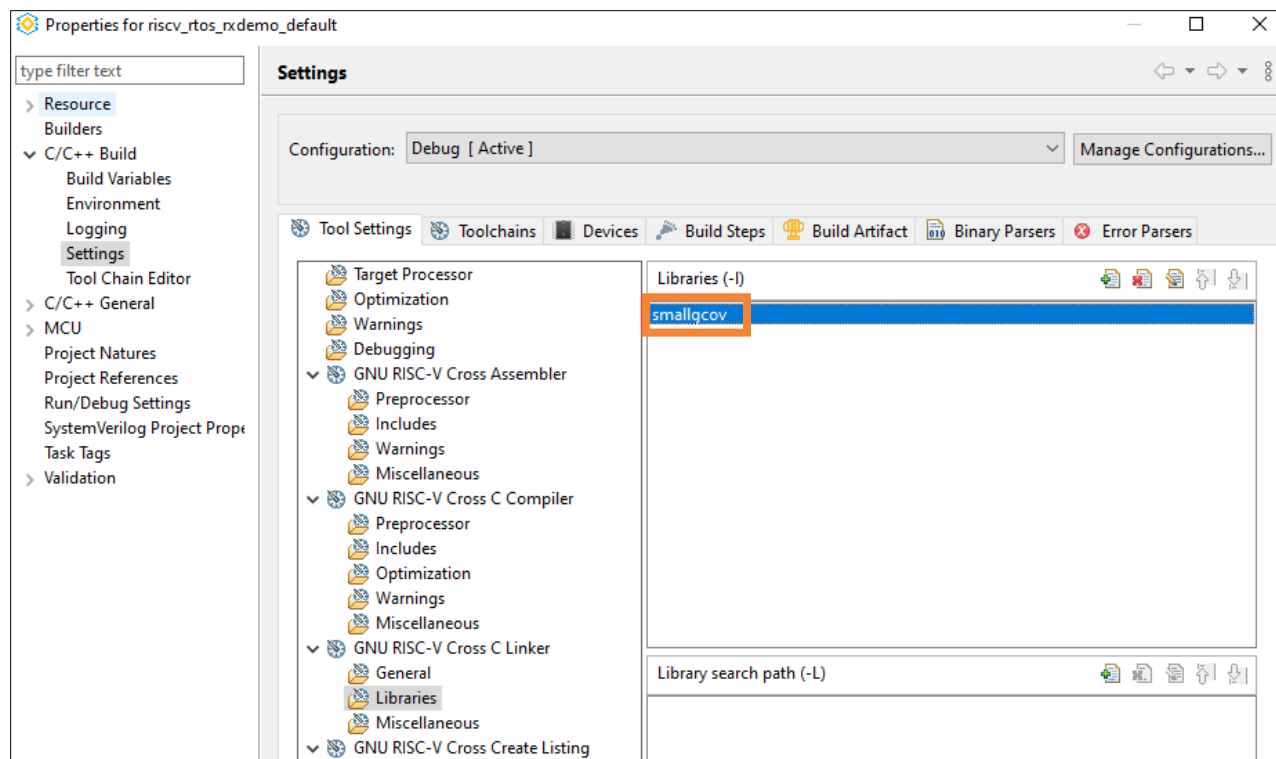 Properties for riscv_rtos_rxdemo_default
type filter text
Resource
Builders
C/C++ Build
Build Variables
Environment
Logging
Settings
Tool Chain Editor
C/C++ General
MCU
Project Natures
Project References
Run/Debug Settings
SystemVerilog Project Prope
Task Tags
Validation
Settings
Configuration: Debug [ Active ]
Manage Configurations...
Tool Settings Toolchains Devices Build Steps Build Artifact Binary Parsers Error Parsers
Target Processor
Optimization
Warnings
Debugging
GNU RISC-V Cross Assembler
Preprocessor
Includes
Warnings
Miscellaneous
GNU RISC-V Cross C Compiler
Preprocessor
Includes
Optimization
Warnings
Miscellaneous
GNU RISC-V Cross C Linker
General
Libraries
Miscellaneous
GNU RISC-V Cross Create Listing
Libraries (-l)
smallgcov
Library search path (-L)